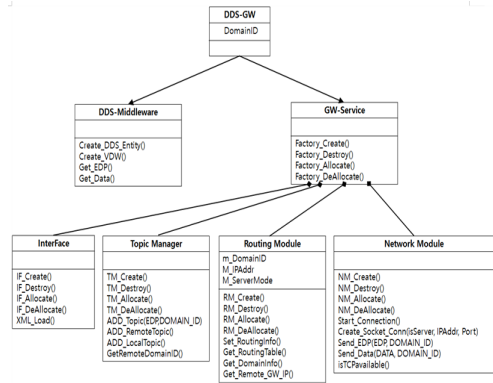 DDS-GW
DomainID
DDS-Middleware
Create_DDS_Entity()
Create_VDW()
Get_EDP()
Get_Data()
GW-Service
Factory_Create()
Factory_Destroy()
Factory_Allocate()
Factory_DeAllocate()
InterFace
IF_Create()
IF_Destroy()
IF_Allocate()
IF_DeAllocate()
XML_Load()
Topic Manager
TM_Create()
TM_Destroy()
TM_Allocate()
TM_DeAllocate()
ADD_Topic(EDP,DOMAIN_ID)
ADD_RemoteTopic()
ADD_LocalTopic()
GetRemoteDomainID()
Routing Module
m_DomainID
M_IPAddr
M_ServerMode
RM_Create()
RM_Destroy()
RM_Allocate()
RM_DeAllocate()
Set_RoutingInfo()
Get_RoutingTable()
Get_DomainInfo()
Get_Remote_GW_IP()
Network Module
NM_Create()
NM_Destroy()
NM_Allocate()
NM_DeAllocate()
Start_Connection()
Create_Socket_Conn(isServer, IPAddr, Port)
Send_EDP(EDP, DOMAIN_ID)
Send_Data(DATA, DOMAIN_ID)
isTCPavailable()